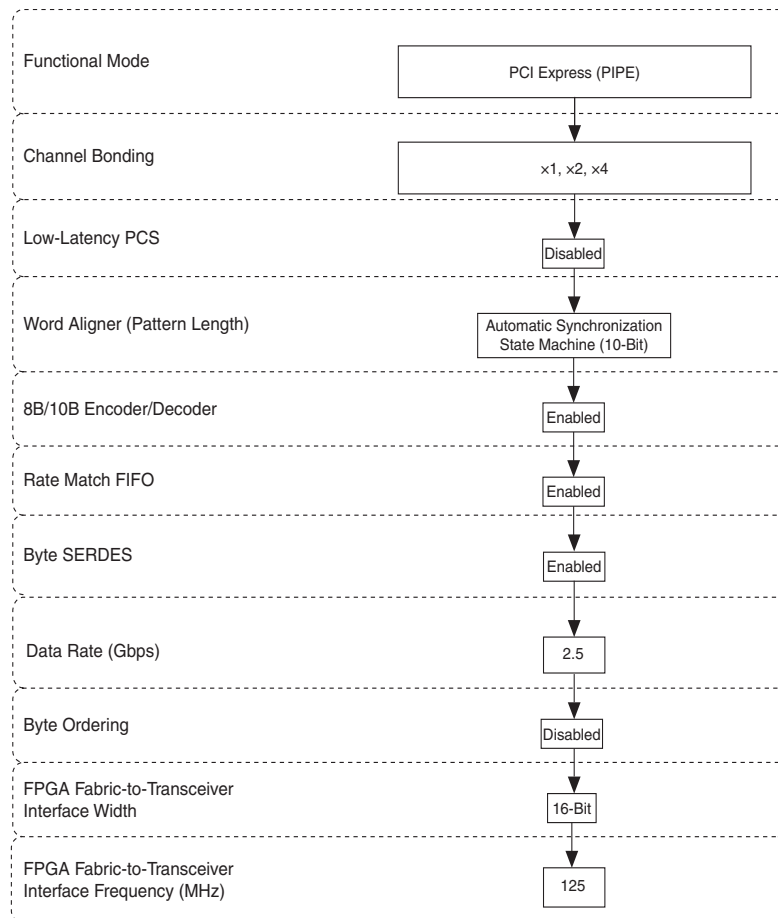 Functional Mode
PCI Express (PIPE)
Channel Bonding
×1, ×2, ×4
Low-Latency PCS
Disabled
Word Aligner (Pattern Length)
Automatic Synchronization
State Machine (10-Bit)
8B/10B Encoder/Decoder
Enabled
Rate Match FIFO
Enabled
Byte SERDES
Enabled
Data Rate (Gbps)
2.5
Byte Ordering
Disabled
FPGA Fabric-to-Transceiver
Interface Width
16-Bit
FPGA Fabric-to-Transceiver
Interface Frequency (MHz)
125